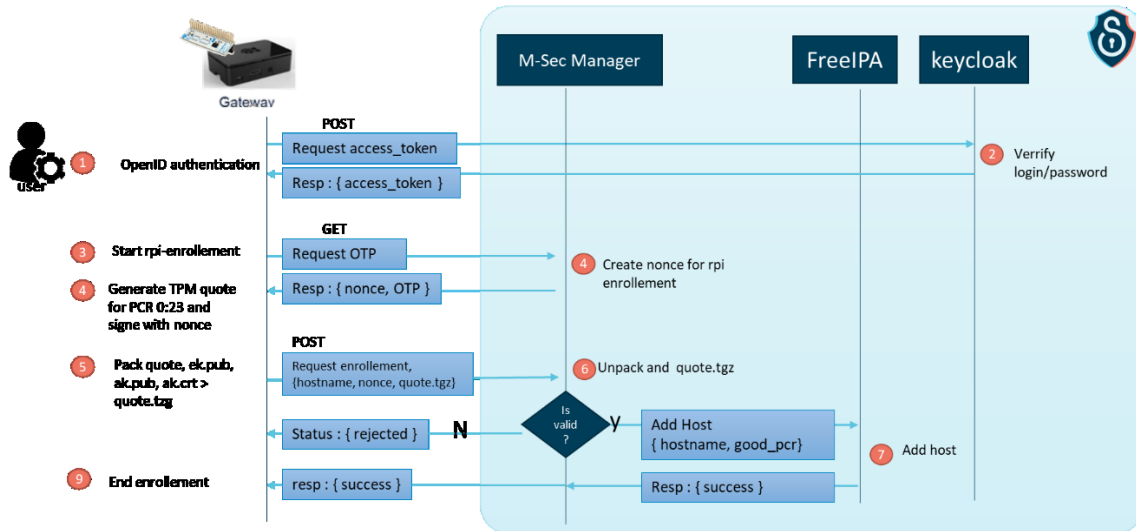 M-Sec Manager
FreeIPA
keycloak
Gateway
POST
Request access_token
1
OpenID authentication
user
2
Verrify
login/password
Resp : { access_token }
GET
3
Start rpi-enrollement
Request OTP
4
Create nonce for rpi
enrollement
4
Generate TPM quote
for PCR 0:23 and
signe with nonce
Resp : { nonce, OTP }
POST
5
Pack quote, ek.pub,
ak.pub, ak.crt >
quote.tzg
Request enrollement,
{hostname, nonce, quote.tgz}
6
Unpack and quote.tgz
Is
valid
?
N
y
Status : { rejected }
Add Host
{ hostname, good_pcr}
7
Add host
9
End enrollement
resp : { success }
Resp : { success }